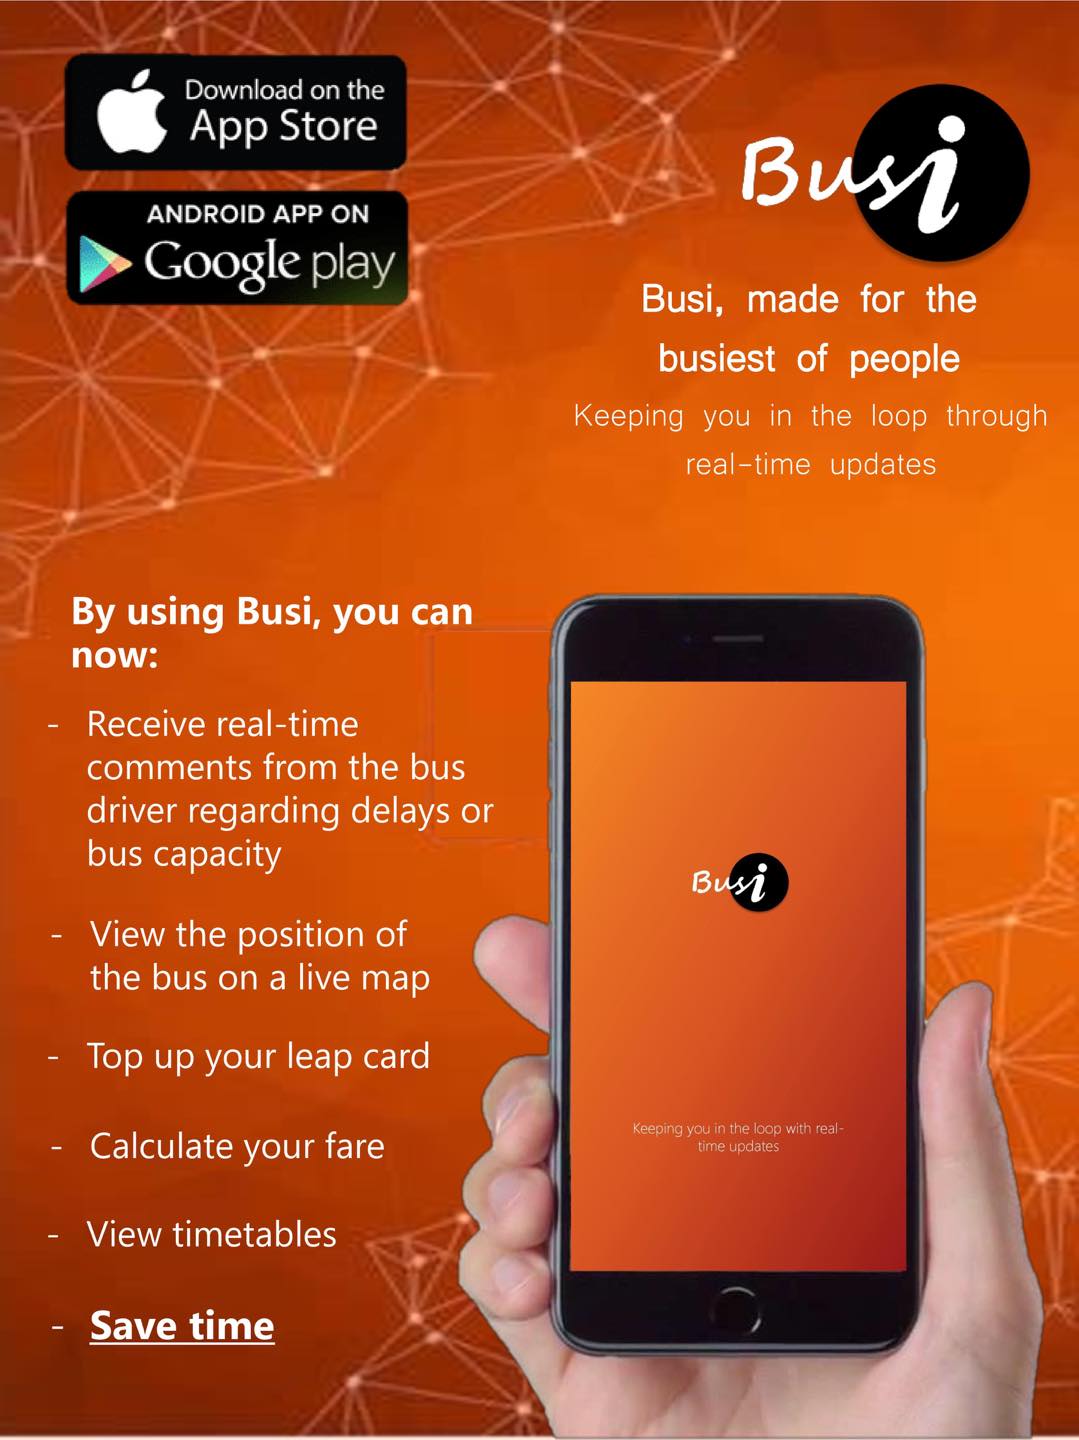 Download on the
App Store
ANDROID APP ON
Google play
Busi
Busi, made for the
busiest of people
Keeping you in the loop through
real-time updates
By using Busi, you can
now:
- Receive real-time
comments from the bus
driver regarding delays or
bus capacity
- View the position of
the bus on a live map
- Top up your leap card
- Calculate your fare
- View timetables
- Save time
Busi
Keeping you in the loop with real-
time updates